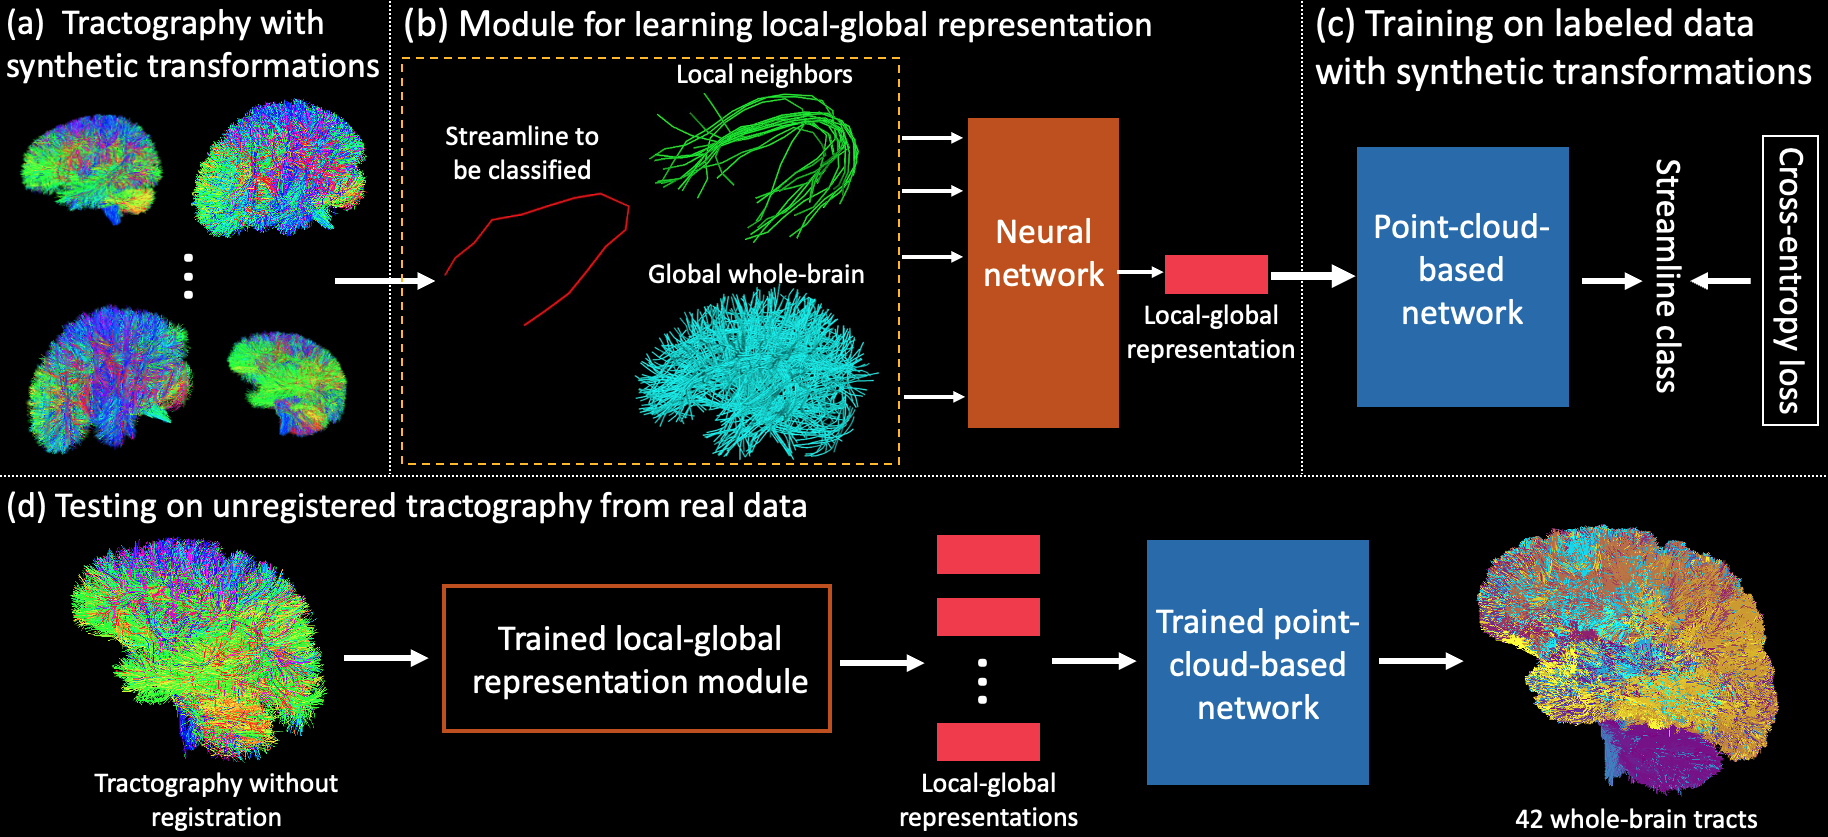 (a) Tractography with
synthetic transformations
(b) Module for learning local-global representation
Streamline to
be classified
Local neighbors
Global whole-brain
Neural
network
Local-global
representation
(c) Training on labeled data
with synthetic transformations
Point-cloud-
based
network
Streamline class
Cross-entropy loss
(d) Testing on unregistered tractography from real data
Tractography without
registration
Trained local-global
representation module
Local-global
representations
Trained point-
cloud-based
network
42 whole-brain tracts